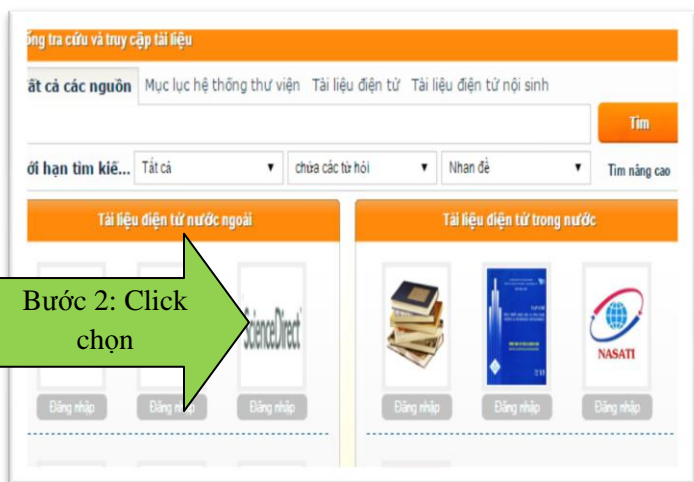 ổng tra cứu và truy cập tài liệu
ất cả các nguồn Mục lục hệ thống thư viện Tài liệu điện tử Tài liệu điện tử nội sinh
Tìm
ới hạn tìm kiế... Tất cả chứa các từ hỏi Nhan đề Tìm nâng cao
Tài liệu điện tử nước ngoài Tài liệu điện tử trong nước
Bước 2: Click
chọn
ScienceDirect
NASATI
Đăng nhập Đăng nhập Đăng nhập Đăng nhập Đăng nhập Đăng nhập